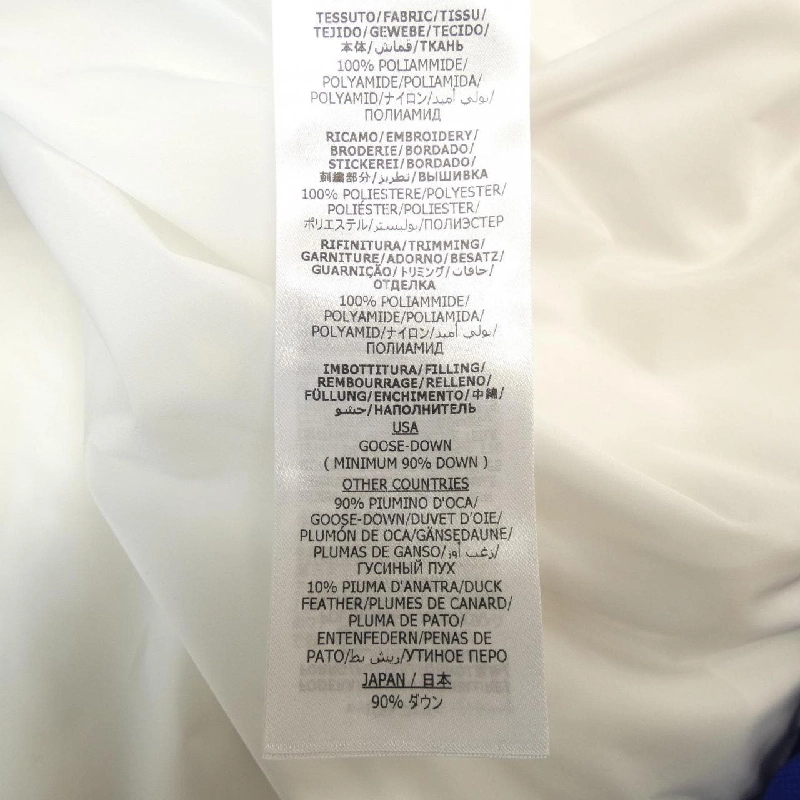 TESSUTO/FABRIC/TISSU/
TEJIDO/GEWEBE/TECIDO/
本体/قماش/ТКАНЬ
100% POLIAMMIDE/
POLYAMIDE/POLIAMIDA/
POLYAMID/ナイロン/بولي أميد/
ПОЛИАМИД
RICAMO/EMBROIDERY/
BRODERIE/BORDADO/
STICKEREI/BORDADO/
刺繍部分/تطريز/ВЫШИВКА
100% POLIESTERE/POLYESTER/
POLIÉSTER/POLIESTER/
ポリエステル/بوليستر/ПОЛИЭСТЕР
RIFINITURA/TRIMMING/
GARNITURE/ADORNO/BESATZ/
GUARNIÇÃO/トリミング/حافات/
ОТДЕЛКА
100% POLIAMMIDE/
POLYAMIDE/POLIAMIDA/
POLYAMID/ナイロン/بولي أميد/
ПОЛИАМИД
IMBOTTITURA/FILLING/
REMBOURRAGE/RELLENO/
FÜLLUNG/ENCHIMENTO/中綿/
حشو/НАПОЛНИТЕЛЬ
USA
GOOSE-DOWN
( MINIMUM 90% DOWN )
OTHER COUNTRIES
90% PIUMINO D'OCA/
GOOSE-DOWN/DUVET D'OIE/
PLUMÓN DE OCA/GÄNSEDAUNE/
PLUMAS DE GANSO/زغب أوز/
ГУСИНЫЙ ПУХ
10% PIUMA D'ANATRA/DUCK
FEATHER/PLUMES DE CANARD/
PLUMA DE PATO/
ENTENFEDERN/PENAS DE
PATO/ريش بط/УТИНОЕ ПЕРО
JAPAN / 日本
90% ダウン